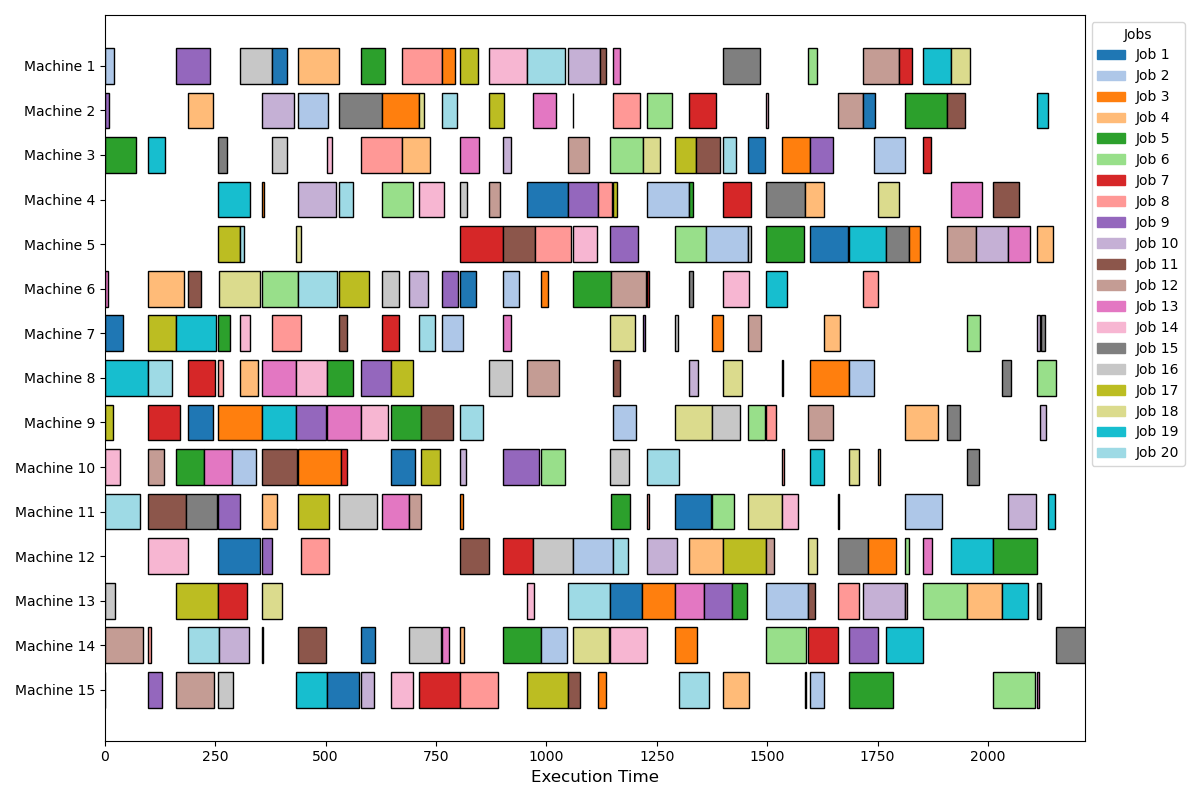 Machine 1
Machine 2
Machine 3
Machine 4
Machine 5
Machine 6
Machine 7
Machine 8
Machine 9
Machine 10
Machine 11
Machine 12
Machine 13
Machine 14
Machine 15
0 250 500 750 1000 1250 1500 1750 2000
Execution Time
Jobs
Job 1
Job 2
Job 3
Job 4
Job 5
Job 6
Job 7
Job 8
Job 9
Job 10
Job 11
Job 12
Job 13
Job 14
Job 15
Job 16
Job 17
Job 18
Job 19
Job 20